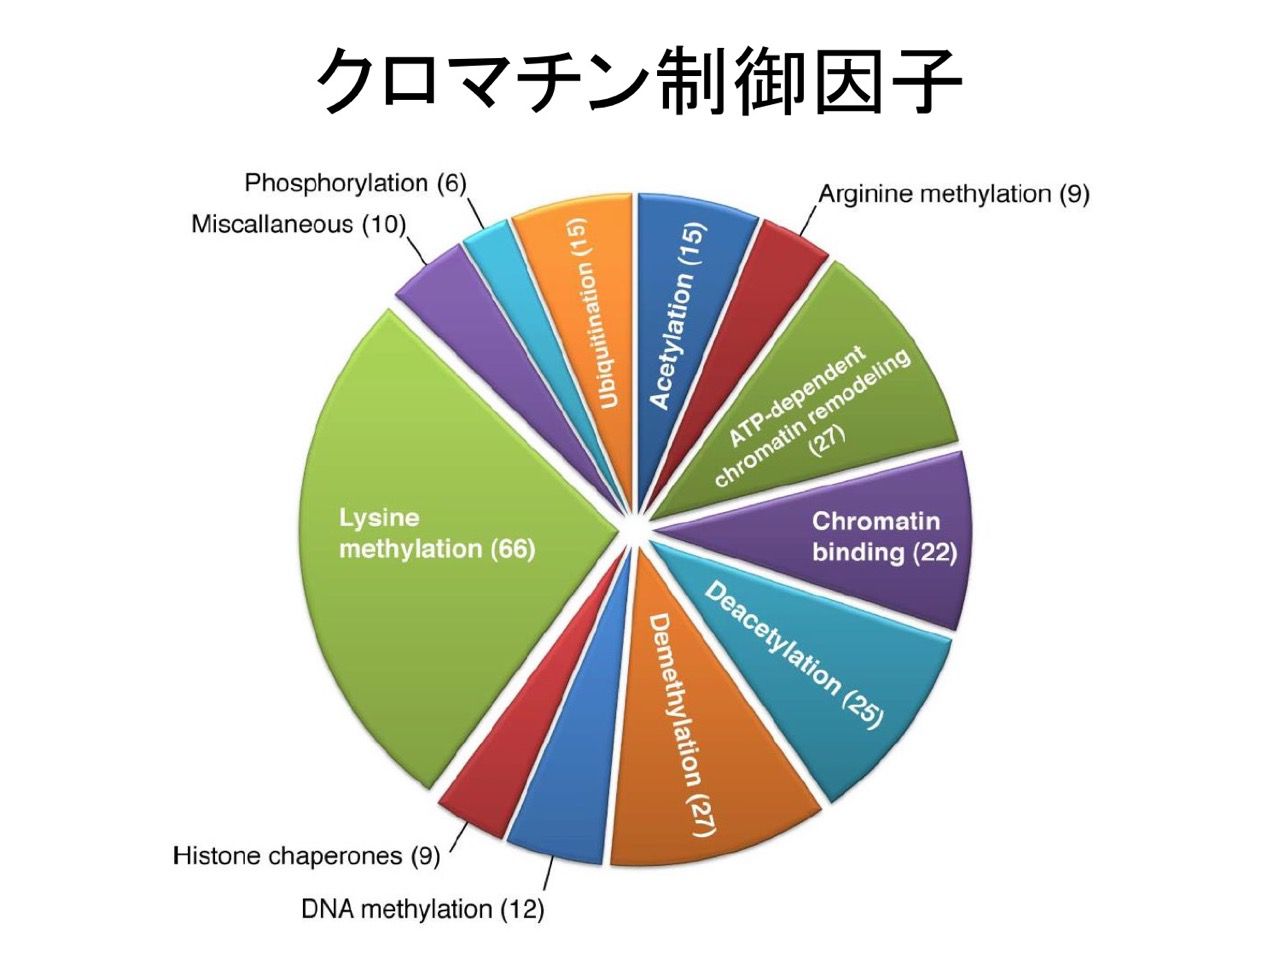 クロマチン制御因子
Phosphorylation (6)
Miscallaneous (10)
Ubiquitination (15)
Acetylation (15)
Arginine methylation (9)
ATP-dependent
chromatin remodeling
(27)
Chromatin
binding (22)
Deacetylation (25)
Demethylation (27)
DNA methylation (12)
Histone chaperones (9)
Lysine
methylation (66)